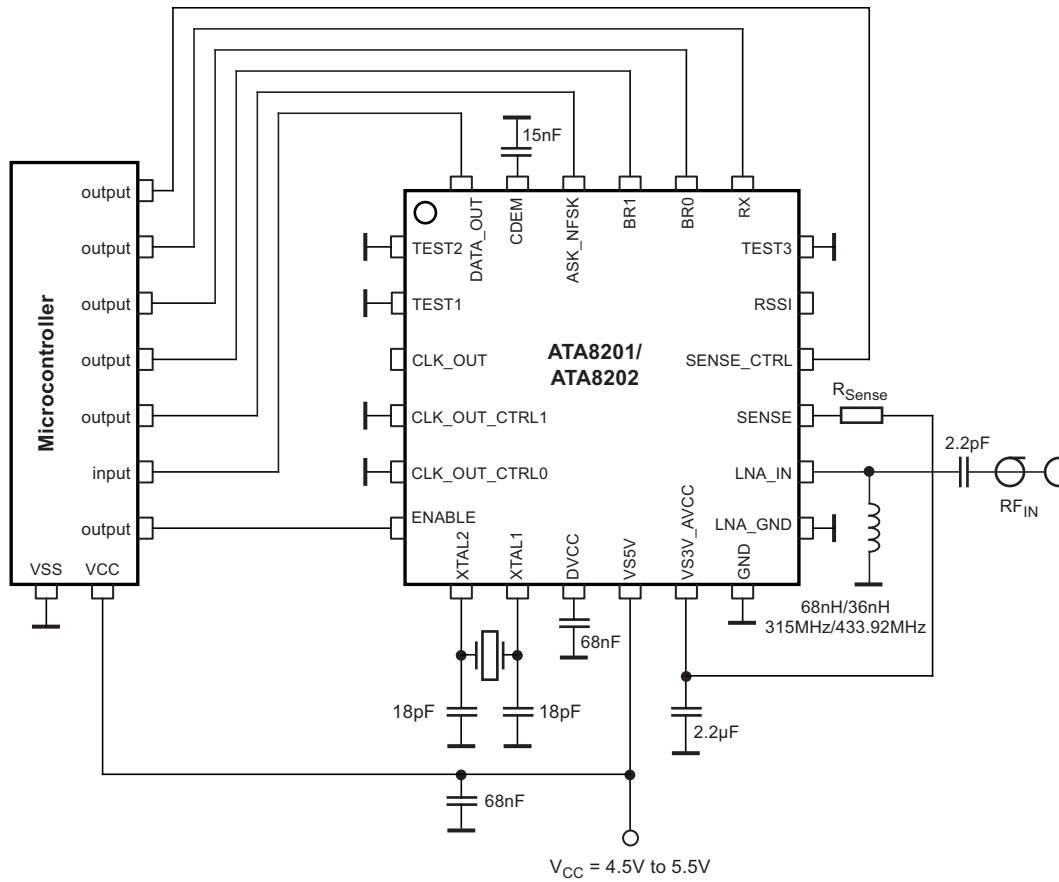 15nF
output
output
output
output
output
input
output
Microcontroller
VSS
VCC
DATA_OUT
CDEM
ASK_NFSK
BR1
BR0
RX
TEST2
TEST1
CLK_OUT
CLK_OUT_CTRL1
CLK_OUT_CTRL0
ENABLE
ATA8201/
ATA8202
TEST3
RSSI
SENSE_CTRL
SENSE
LNA_IN
LNA_GND
XTAL2
XTAL1
DVCC
VS5V
VS3V_AVCC
GND
RSense
2.2pF
RFIN
68nH/36nH
315MHz/433.92MHz
68nF
18pF
18pF
2.2µF
68nF
VCC = 4.5V to 5.5V